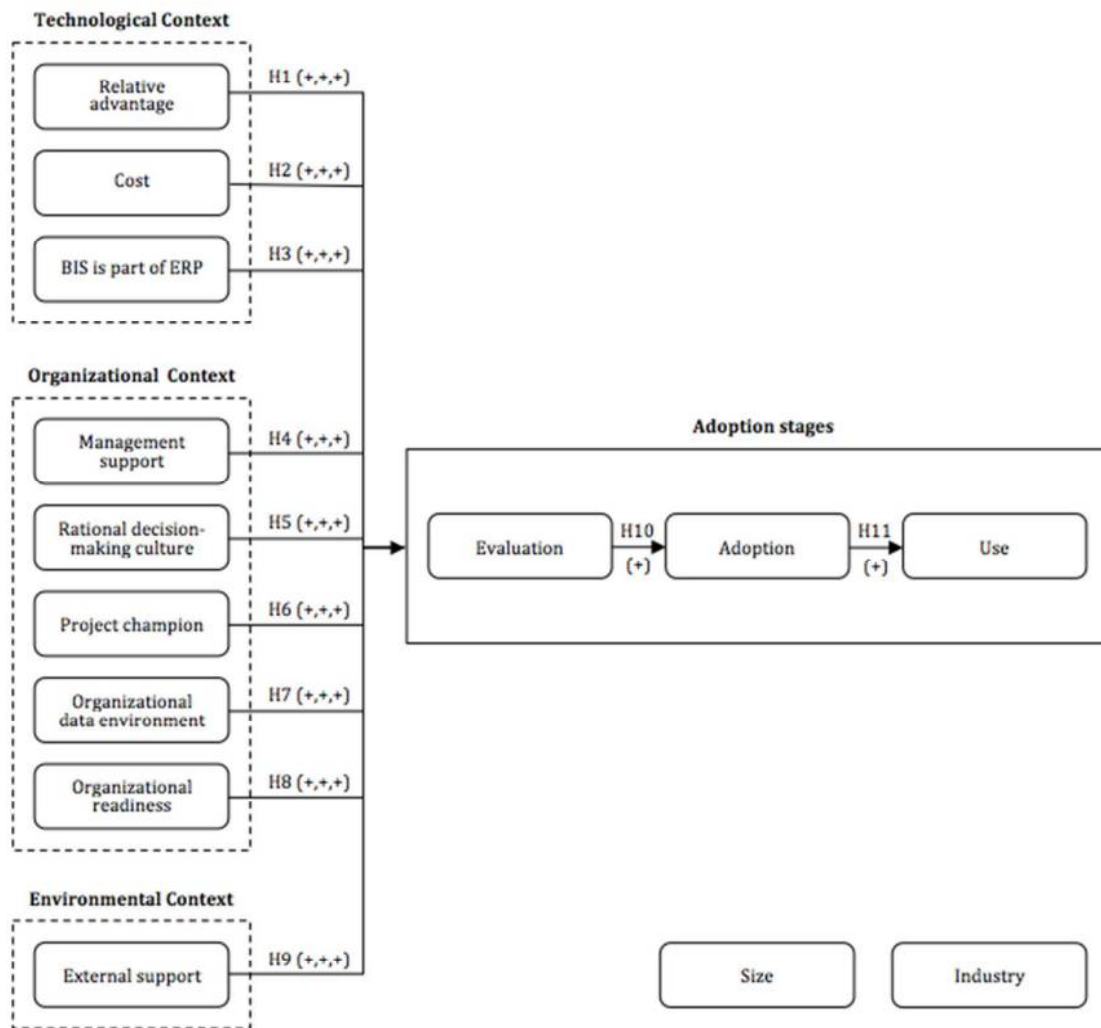 Technological Context
Relative
advantage
H1 (+,+,+)
Cost
H2 (+,+,+)
BIS is part of ERP
H3 (+,+,+)
Organizational Context
Management
support
H4 (+,+,+)
Rational decision-
making culture
H5 (+,+,+)
Project champion
H6 (+,+,+)
Organizational
data environment
H7 (+,+,+)
Organizational
readiness
H8 (+,+,+)
Environmental Context
External support
H9 (+,+,+)
Adoption stages
Evaluation
H10
(+)
Adoption
H11
(+)
Use
Size
Industry